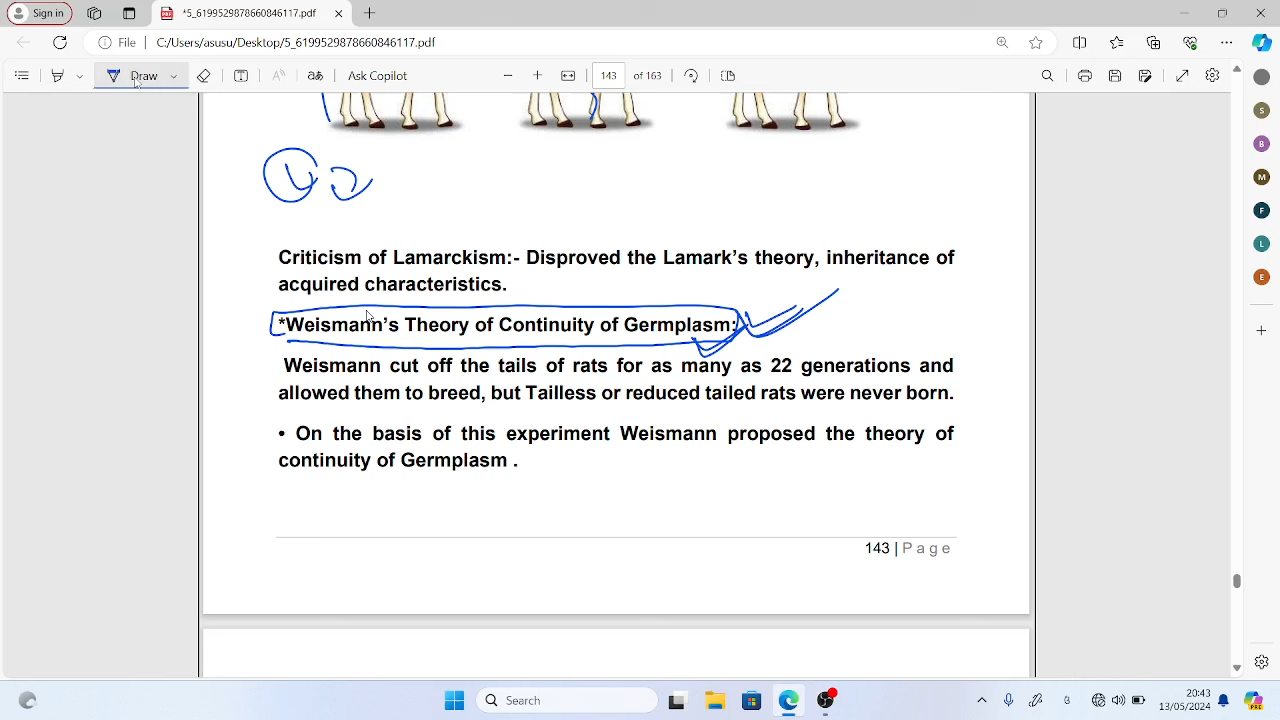 Sign in
*5_6199529878660846117.pdf
File
C:/Users/asusu/Desktop/5_6199529878660846117.pdf
Draw
Ask Copilot
143
of 163
Criticism of Lamarckism:- Disproved the Lamark's theory, inheritance of
acquired characteristics.
*Weismann's Theory of Continuity of Germplasm:
Weismann cut off the tails of rats for as many as 22 generations and
allowed them to breed, but Tailless or reduced tailed rats were never born.
• On the basis of this experiment Weismann proposed the theory of
continuity of Germplasm .
143 | P a g e
S
B
M
F
L
E
Search
20:43
13/05/2024